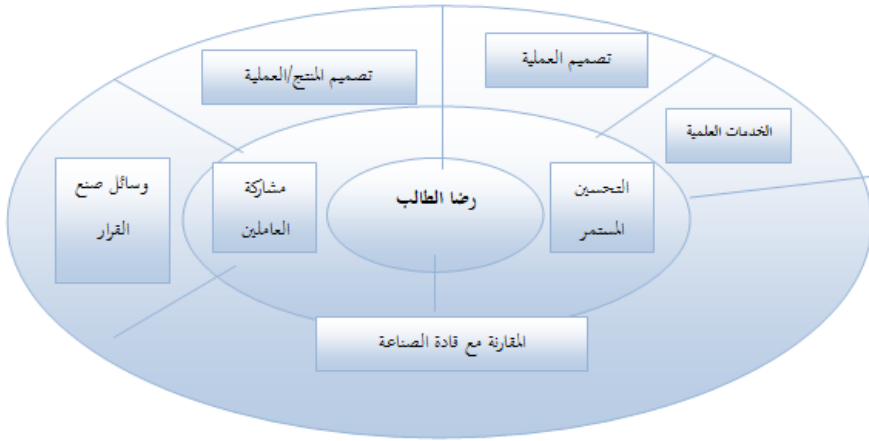 تصميم العملية
تصميم المنتج/العملية
الخدمات العلمية
التحسين
المستمر
رضا الطالب
مشاركة
العاملين
وسائل صنع
القرار
المقارنة مع قادة الصناعة